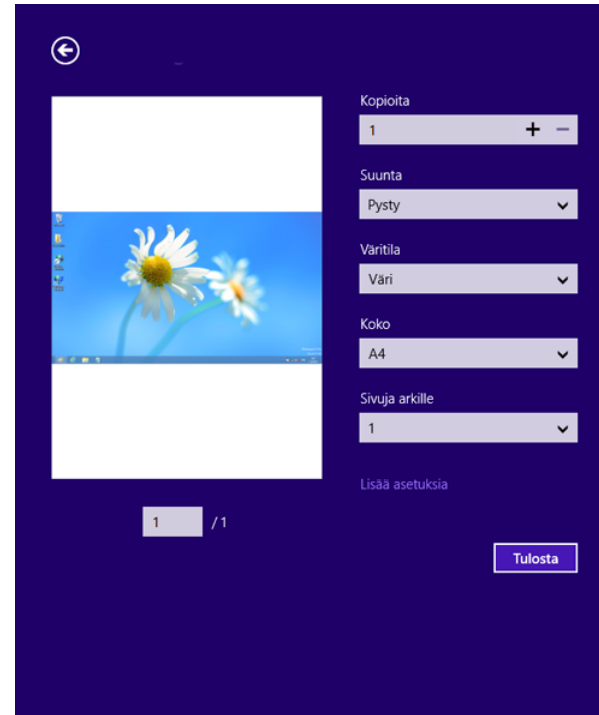 Kopioita
1
Suunta
Pysty
Väritila
Väri
Koko
A4
Sivuja arkille
1
Lisää asetuksia
1 / 1
Tulosta